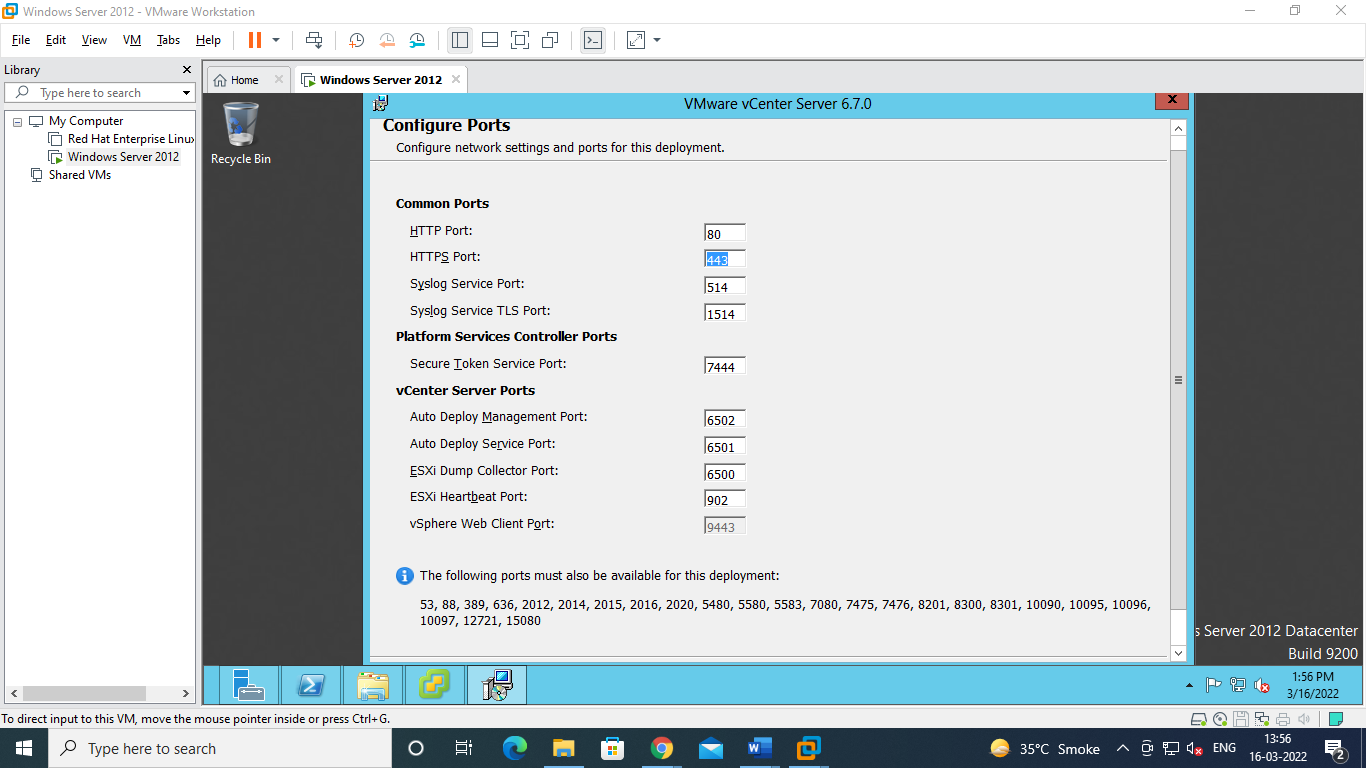 Windows Server 2012 - VMware Workstation
File Edit View VM Tabs Help
Library
Type here to search
My Computer
Red Hat Enterprise Linux
Windows Server 2012
Shared VMs
Home
Windows Server 2012
Recycle Bin
VMware vCenter Server 6.7.0
Configure Ports
Configure network settings and ports for this deployment.
Common Ports
HTTP Port: 80
HTTPS Port: 443
Syslog Service Port: 514
Syslog Service TLS Port: 1514
Platform Services Controller Ports
Secure Token Service Port: 7444
vCenter Server Ports
Auto Deploy Management Port: 6502
Auto Deploy Service Port: 6501
ESXi Dump Collector Port: 6500
ESXi Heartbeat Port: 902
vSphere Web Client Port: 9443
The following ports must also be available for this deployment:
53, 88, 389, 636, 2012, 2014, 2015, 2016, 2020, 5480, 5580, 5583, 7080, 7475, 7476, 8201, 8300, 8301, 10090, 10095, 10096,
10097, 12721, 15080
s Server 2012 Datacenter
Build 9200
1:56 PM
3/16/2022
To direct input to this VM, move the mouse pointer inside or press Ctrl+G.
Type here to search
35°C Smoke
ENG
13:56
16-03-2022
2